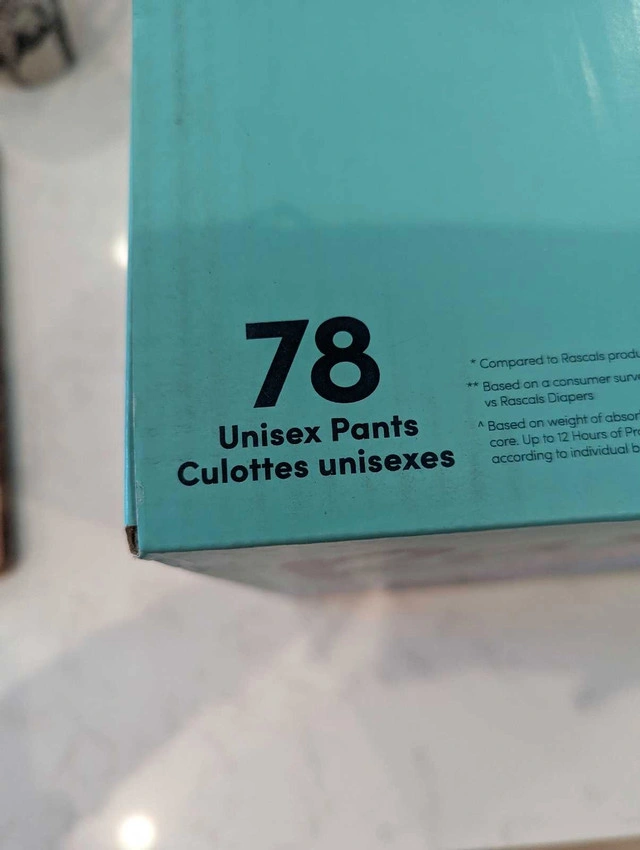 78
Unisex Pants
Culottes unisexes
* Compared to Rascals
** Based on a consumer
vs Rascals Diapers
^ Based on weight of
core. Up to 12 Hours of
according to individual